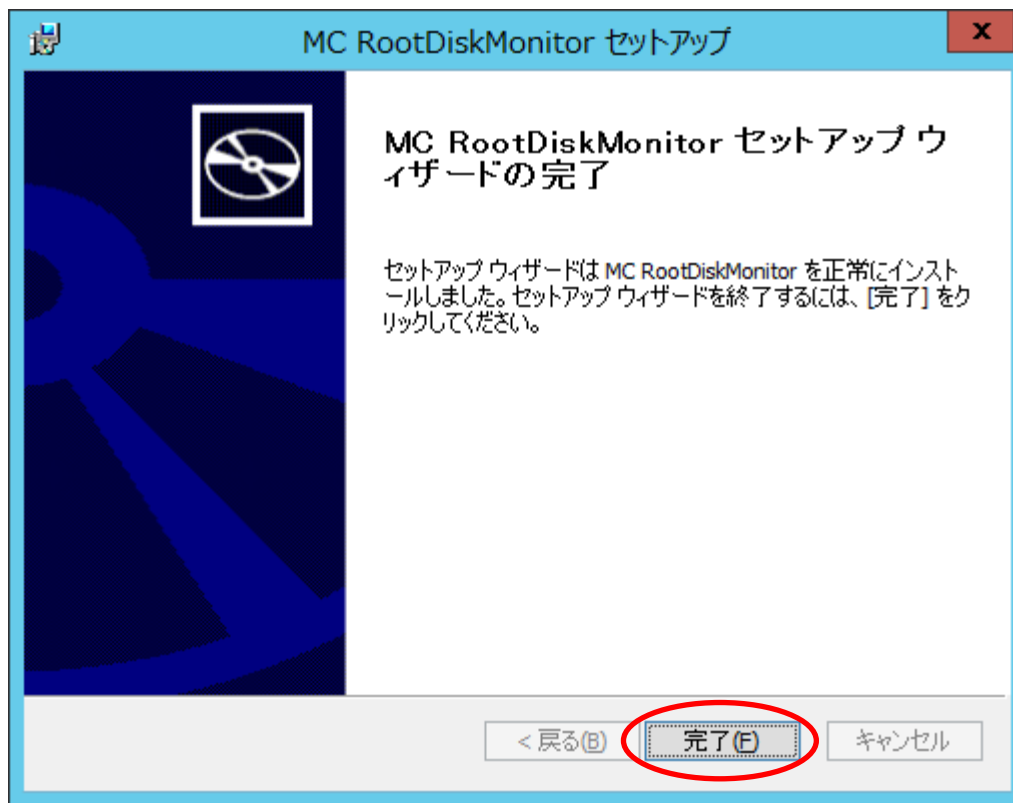 MC RootDiskMonitor セットアップ
x
MC RootDiskMonitor セットアップ ウ
ィザードの完了
セットアップ ウィザードは MC RootDiskMonitor を正常にインスト
ールしました。セットアップ ウィザードを終了するには、[完了] をク
リックしてください。
< 戻る(B)
完了(F)
キャンセル